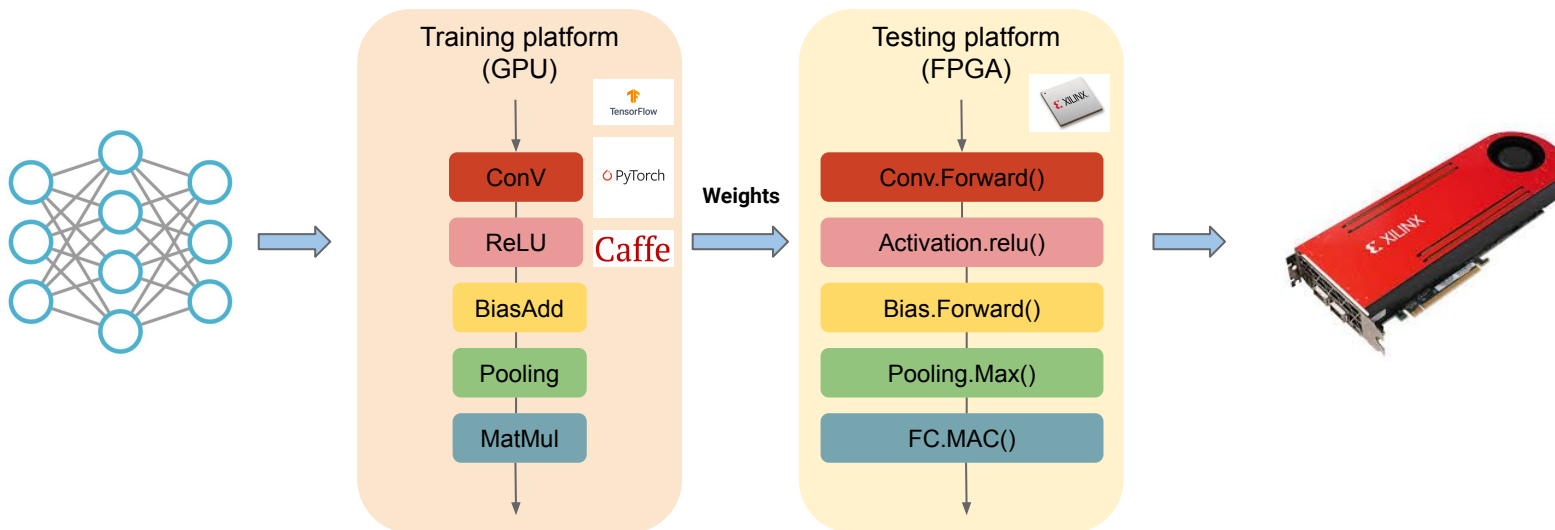 Training platform
(GPU)
TensorFlow
ConV
PyTorch
ReLU
Caffe
BiasAdd
Pooling
MatMul
Weights
Testing platform
(FPGA)
XILINX
Conv.Forward()
Activation.relu()
Bias.Forward()
Pooling.Max()
FC.MAC()
XILINX